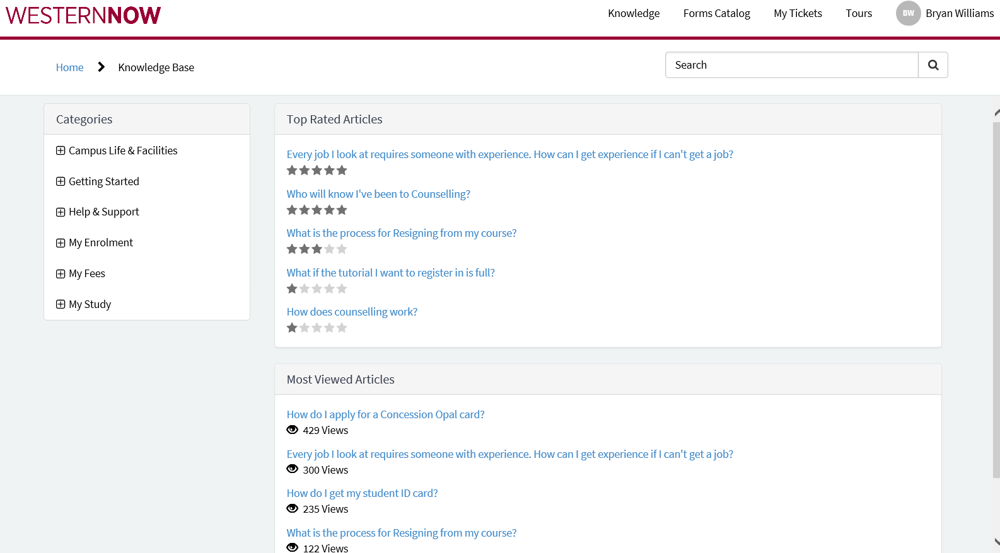 WESTERNNOW
Knowledge
Forms Catalog
My Tickets
Tours
BW
Bryan Williams
Home
Knowledge Base
Search
Categories
Campus Life & Facilities
Getting Started
Help & Support
My Enrolment
My Fees
My Study
Top Rated Articles
Every job I look at requires someone with experience. How can I get experience if I can't get a job?
Who will know I've been to Counselling?
What is the process for Resigning from my course?
What if the tutorial I want to register in is full?
How does counselling work?
Most Viewed Articles
How do I apply for a Concession Opal card?
429 Views
Every job I look at requires someone with experience. How can I get experience if I can't get a job?
300 Views
How do I get my student ID card?
235 Views
What is the process for Resigning from my course?
122 Views